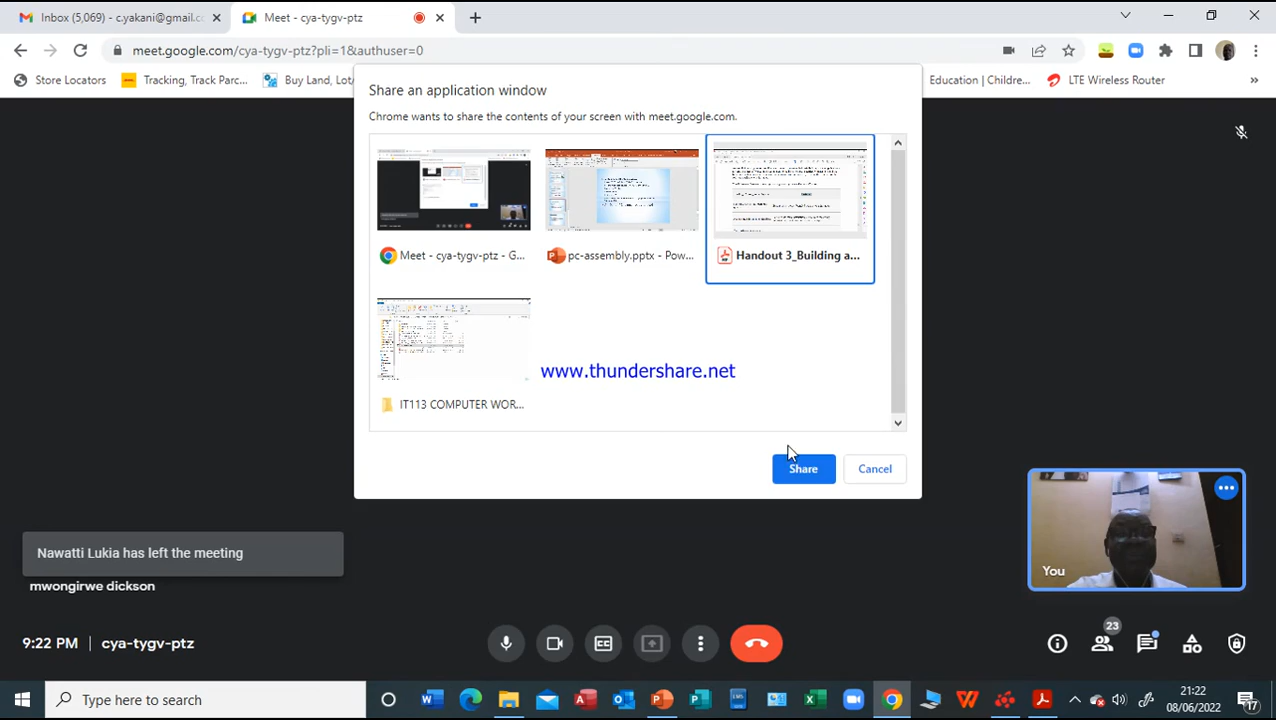 Inbox (5,069) - c.yakani@gmail.cc
Meet - cya-tygv-ptz
meet.google.com/cya-tygv-ptz?pli=1&authuser=0
Store Locators
Tracking, Track Parc...
Buy Land, Lot
Education | Childre...
LTE Wireless Router
Share an application window
Chrome wants to share the contents of your screen with meet.google.com.
Meet - cya-tygv-ptz - G...
pc-assembly.pptx - Pow...
Handout 3_Building a...
www.thundershare.net
IT113 COMPUTER WOR...
Share
Cancel
Nawatti Lukia has left the meeting
mwongirwe dickson
You
9:22 PM | cya-tygv-ptz
23
Type here to search
21:22
08/06/2022
17